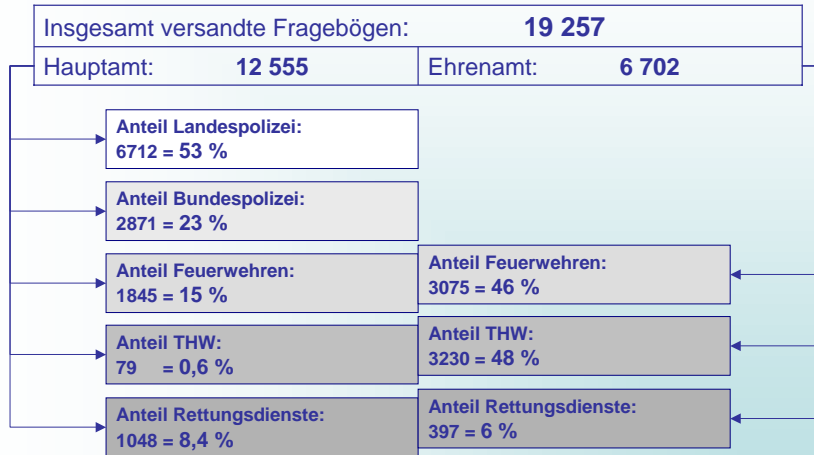 Insgesamt versandte Fragebögen: 19 257
Hauptamt: 12 555 Ehrenamt: 6 702
Anteil Landespolizei:
6712 = 53 %
Anteil Bundespolizei:
2871 = 23 %
Anteil Feuerwehren:
1845 = 15 %
Anteil Feuerwehren:
3075 = 46 %
Anteil THW:
79 = 0,6 %
Anteil THW:
3230 = 48 %
Anteil Rettungsdienste:
1048 = 8,4 %
Anteil Rettungsdienste:
397 = 6 %